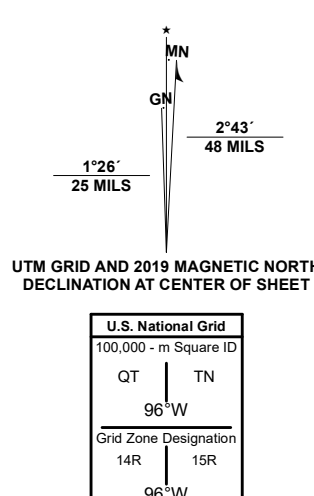 ★
MN
GN
2°43´
48 MILS
1°26´
25 MILS
UTM GRID AND 2019 MAGNETIC NORTH
DECLINATION AT CENTER OF SHEET
U.S. National Grid
100,000 - m Square ID
QT TN
96°W
Grid Zone Designation
14R 15R
96°W